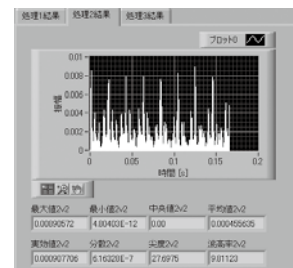 処理1結果 処理2結果 処理3結果
プロット0
0.01
0.008
0.006
0.004
0.002
0
振幅
0 0.05 0.1 0.15 0.2
時間 [s]
最大値2v2 最小値2v2 中央値2v2 平均値2v2
0.00890572 4.80403E-12 0.00 0.000455635
実効値2v2 分散2v2 尖度2v2 波高率2v2
0.000907706 6.16328E-7 27.6975 9.81123